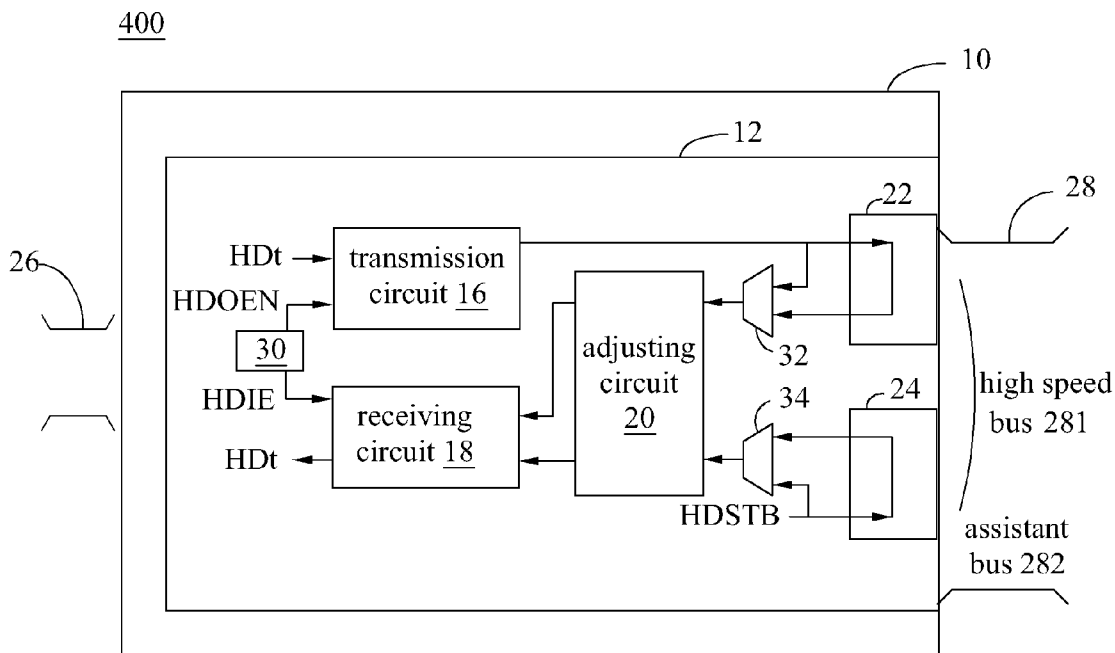 400
10
12
22
28
26
HDt
transmission
circuit 16
HDOEN
30
HDIE
receiving
circuit 18
HDt
adjusting
circuit
20
32
34
24
HDSTB
high speed
bus 281
assistant
bus 282